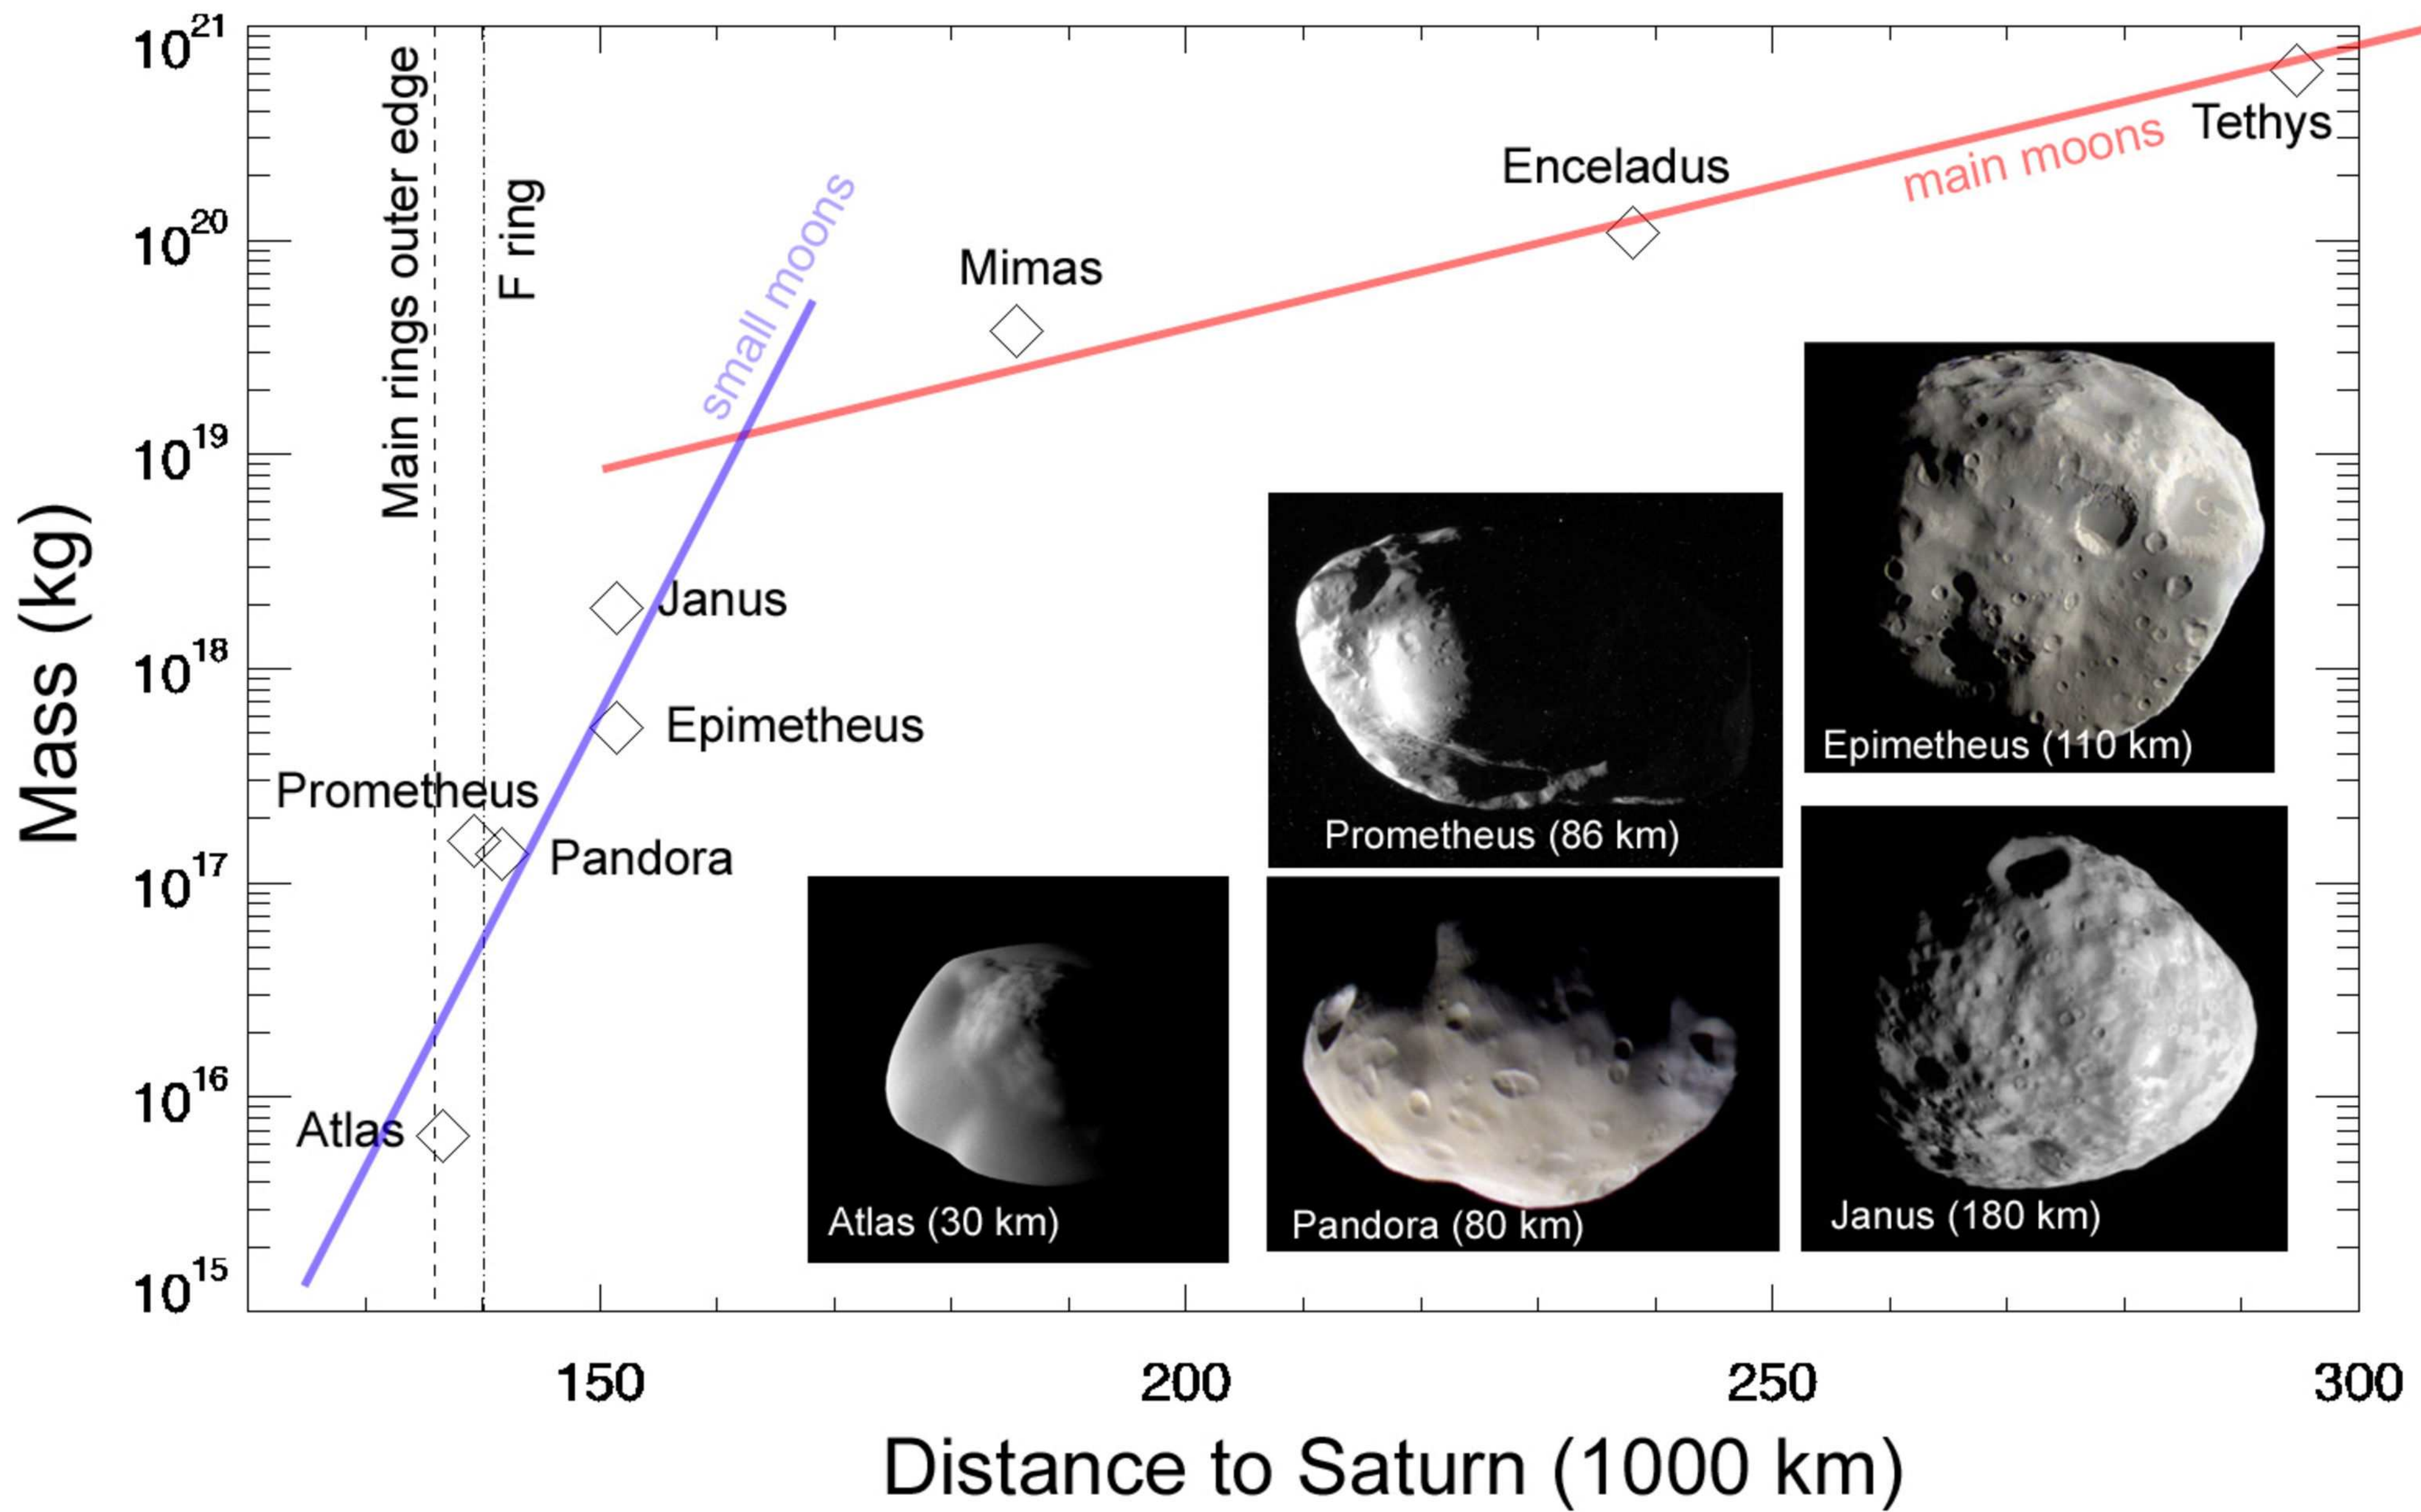 10^21
10^20
10^19
10^18
10^17
10^16
10^15
Mass (kg)
Main rings outer edge
F ring
small moons
main moons
Tethys
Enceladus
Mimas
Janus
Epimetheus
Prometheus
Pandora
Atlas
Epimetheus (110 km)
Prometheus (86 km)
Atlas (30 km)
Pandora (80 km)
Janus (180 km)
150
200
250
300
Distance to Saturn (1000 km)